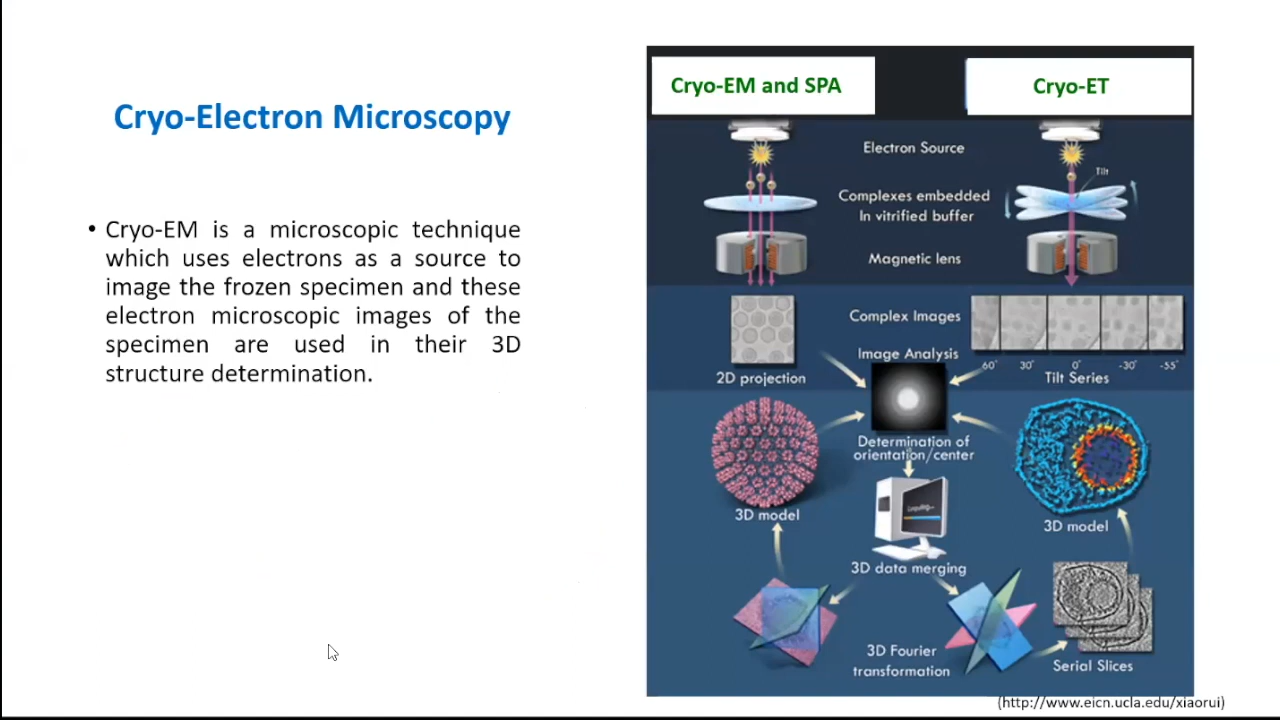 Cryo-Electron Microscopy
• Cryo-EM is a microscopic technique
which uses electrons as a source to
image the frozen specimen and these
electron microscopic images of the
specimen are used in their 3D
structure determination.
Cryo-EM and SPA
Cryo-ET
Electron Source
Tilt
Complexes embedded
In vitrified buffer
Magnetic lens
Complex Images
Image Analysis
2D projection
60° 30° 0° -30° -55°
Tilt Series
Determination of
orientation/center
3D model
3D model
3D data merging
3D Fourier
transformation
Serial Slices
(http://www.eicn.ucla.edu/xiaorui)